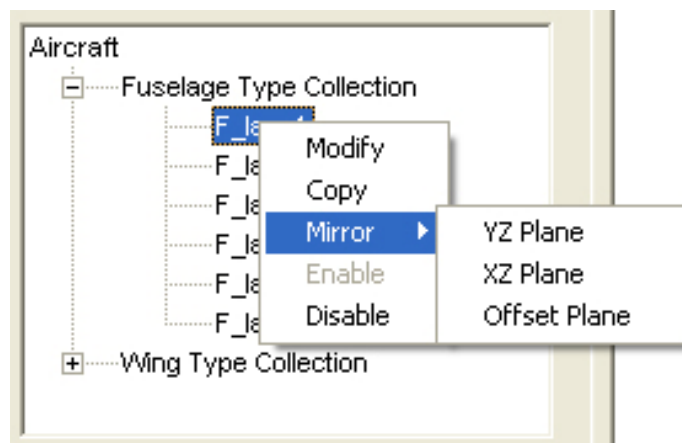 Aircraft
Fuselage Type Collection
Modify
Copy
Mirror
Enable
Disable
YZ Plane
XZ Plane
Offset Plane
Wing Type Collection